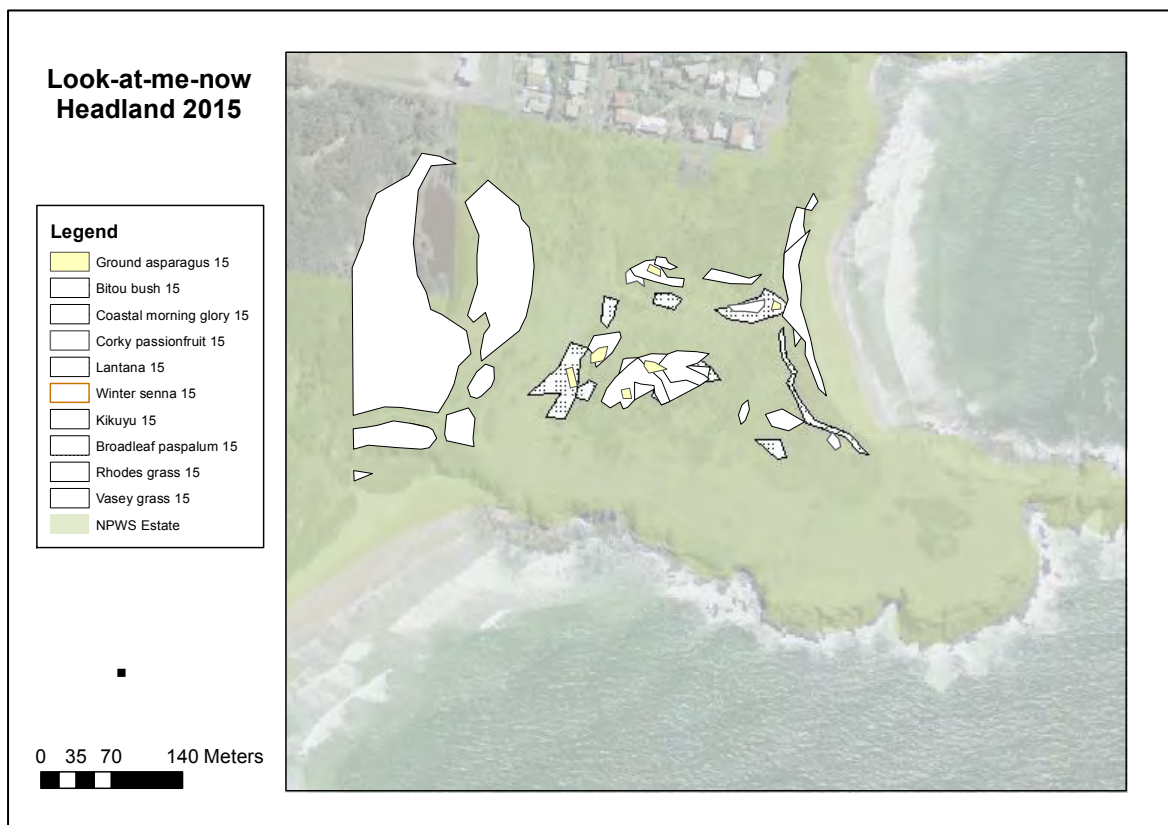 Look-at-me-now
Headland 2015
Legend
Ground asparagus 15
Bitou bush 15
Coastal morning glory 15
Corky passionfruit 15
Lantana 15
Winter senna 15
Kikuyu 15
Broadleaf paspalum 15
Rhodes grass 15
Vasey grass 15
NPWS Estate
0 35 70 140 Meters